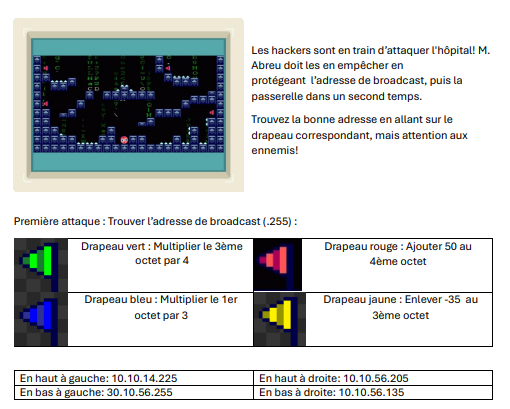 Les hackers sont en train d'attaquer l'hôpital! M.
Abreu doit les en empêcher en
protégeant l'adresse de broadcast, puis la
passerelle dans un second temps.
Trouvez la bonne adresse en allant sur le
drapeau correspondant, mais attention aux
ennemis!
Première attaque : Trouver l'adresse de broadcast (.255) :
Drapeau vert : Multiplier le 3ème
octet par 4
Drapeau rouge : Ajouter 50 au
4ème octet
Drapeau bleu : Multiplier le 1er
octet par 3
Drapeau jaune : Enlever -35 au
3ème octet
En haut à gauche: 10.10.14.225
En haut à droite: 10.10.56.205
En bas à gauche: 30.10.56.255
En bas à droite: 10.10.56.135